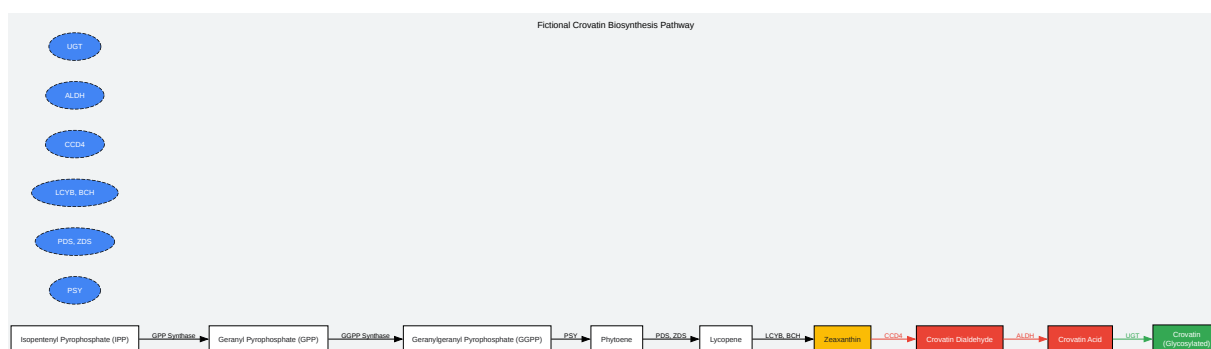 Fictional Crovatin Biosynthesis Pathway
UGT
ALDH
CCD4
LCYB, BCH
PDS, ZDS
PSY
Isopentenyl Pyrophosphate (IPP)
GPP Synthase
Geranyl Pyrophosphate (GPP)
GGPP Synthase
Geranylgeranyl Pyrophosphate (GGPP)
PSY
Phytoene
PDS, ZDS
Lycopene
LCYB, BCH
Zeaxanthin
CCD4
Crovatin Dialdehyde
ALDH
Crovatin Acid
UGT
Crovatin
(Glycosylated)